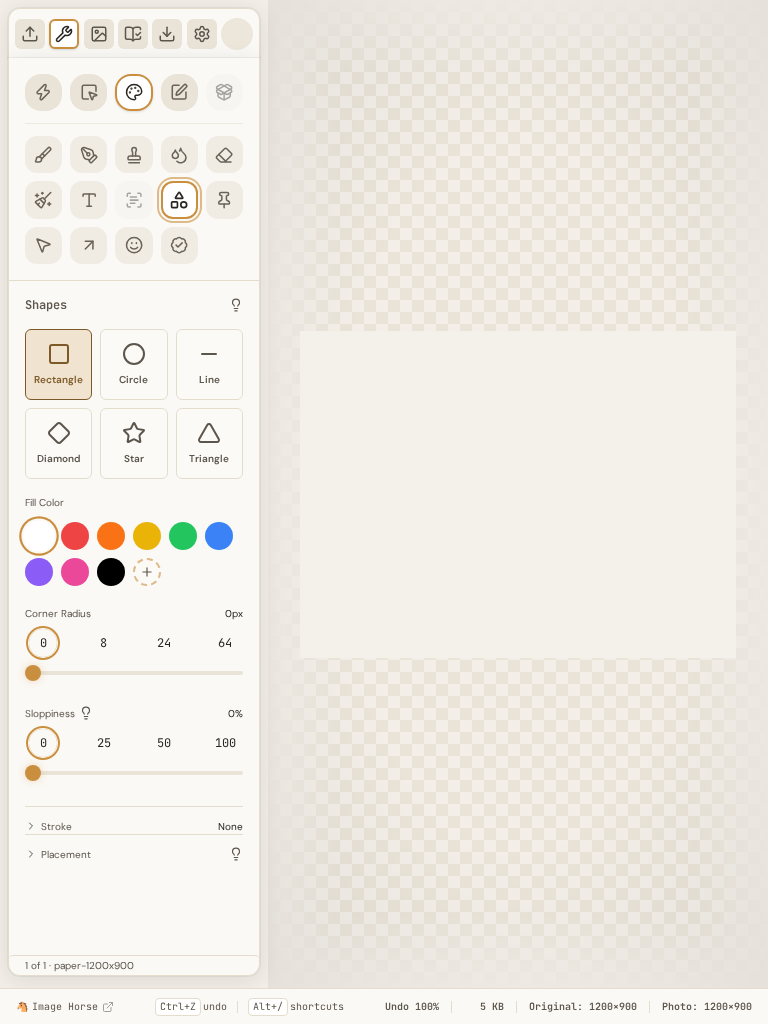 Shapes
Rectangle
Circle
Line
Diamond
Star
Triangle
Fill Color
Corner Radius 0px
0 8 24 64
Sloppiness 0%
0 25 50 100
Stroke None
Placement
1 of 1 · paper-1200x900
Image Horse Ctrl+Z undo Alt+/ shortcuts Undo 100% 5 KB Original: 1200×900 Photo: 1200×900